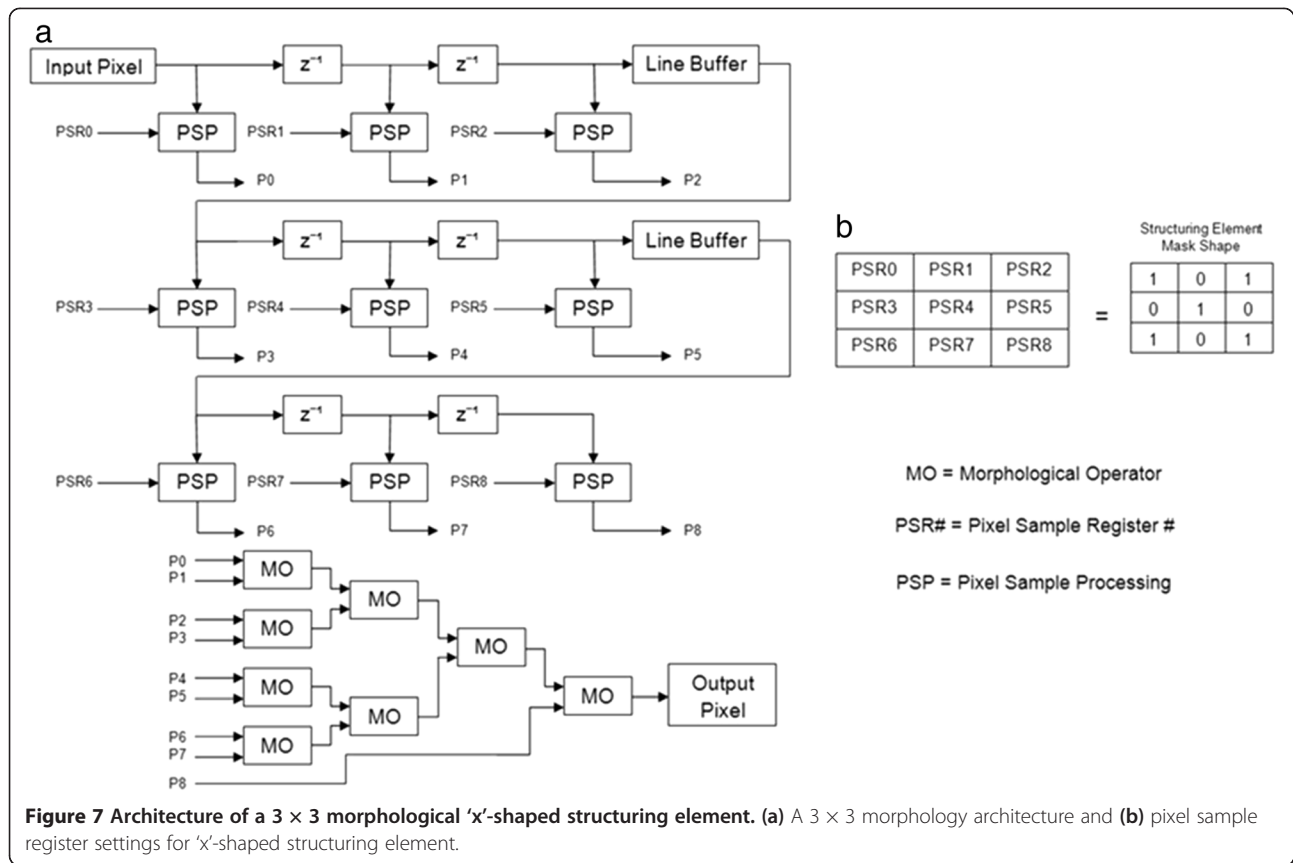 a
Input Pixel
z⁻¹
z⁻¹
Line Buffer
PSR0
PSP
PSR1
PSP
PSR2
PSP
P0
P1
P2
z⁻¹
z⁻¹
Line Buffer
PSR3
PSP
PSR4
PSP
PSR5
PSP
P3
P4
P5
z⁻¹
z⁻¹
PSR6
PSP
PSR7
PSP
PSR8
PSP
P6
P7
P8
P0
P1
MO
MO
P2
P3
MO
MO
P4
P5
MO
MO
P6
P7
MO
MO
Output
Pixel
P8
b
PSR0 PSR1 PSR2
PSR3 PSR4 PSR5
PSR6 PSR7 PSR8
=
Structuring Element
Mask Shape
1 0 1
0 1 0
1 0 1
MO = Morphological Operator
PSR# = Pixel Sample Register #
PSP = Pixel Sample Processing
Figure 7 Architecture of a 3 × 3 morphological ‘x’-shaped structuring element. (a) A 3 × 3 morphology architecture and (b) pixel sample
register settings for ‘x’-shaped structuring element.